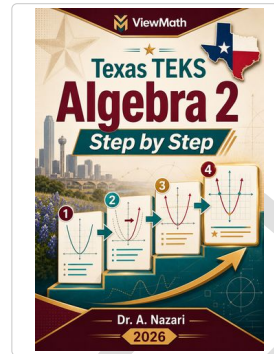 ViewMath
Texas TEKS
Algebra 2
Step by Step
1
2
3
4
Dr. A. Nazari
2026